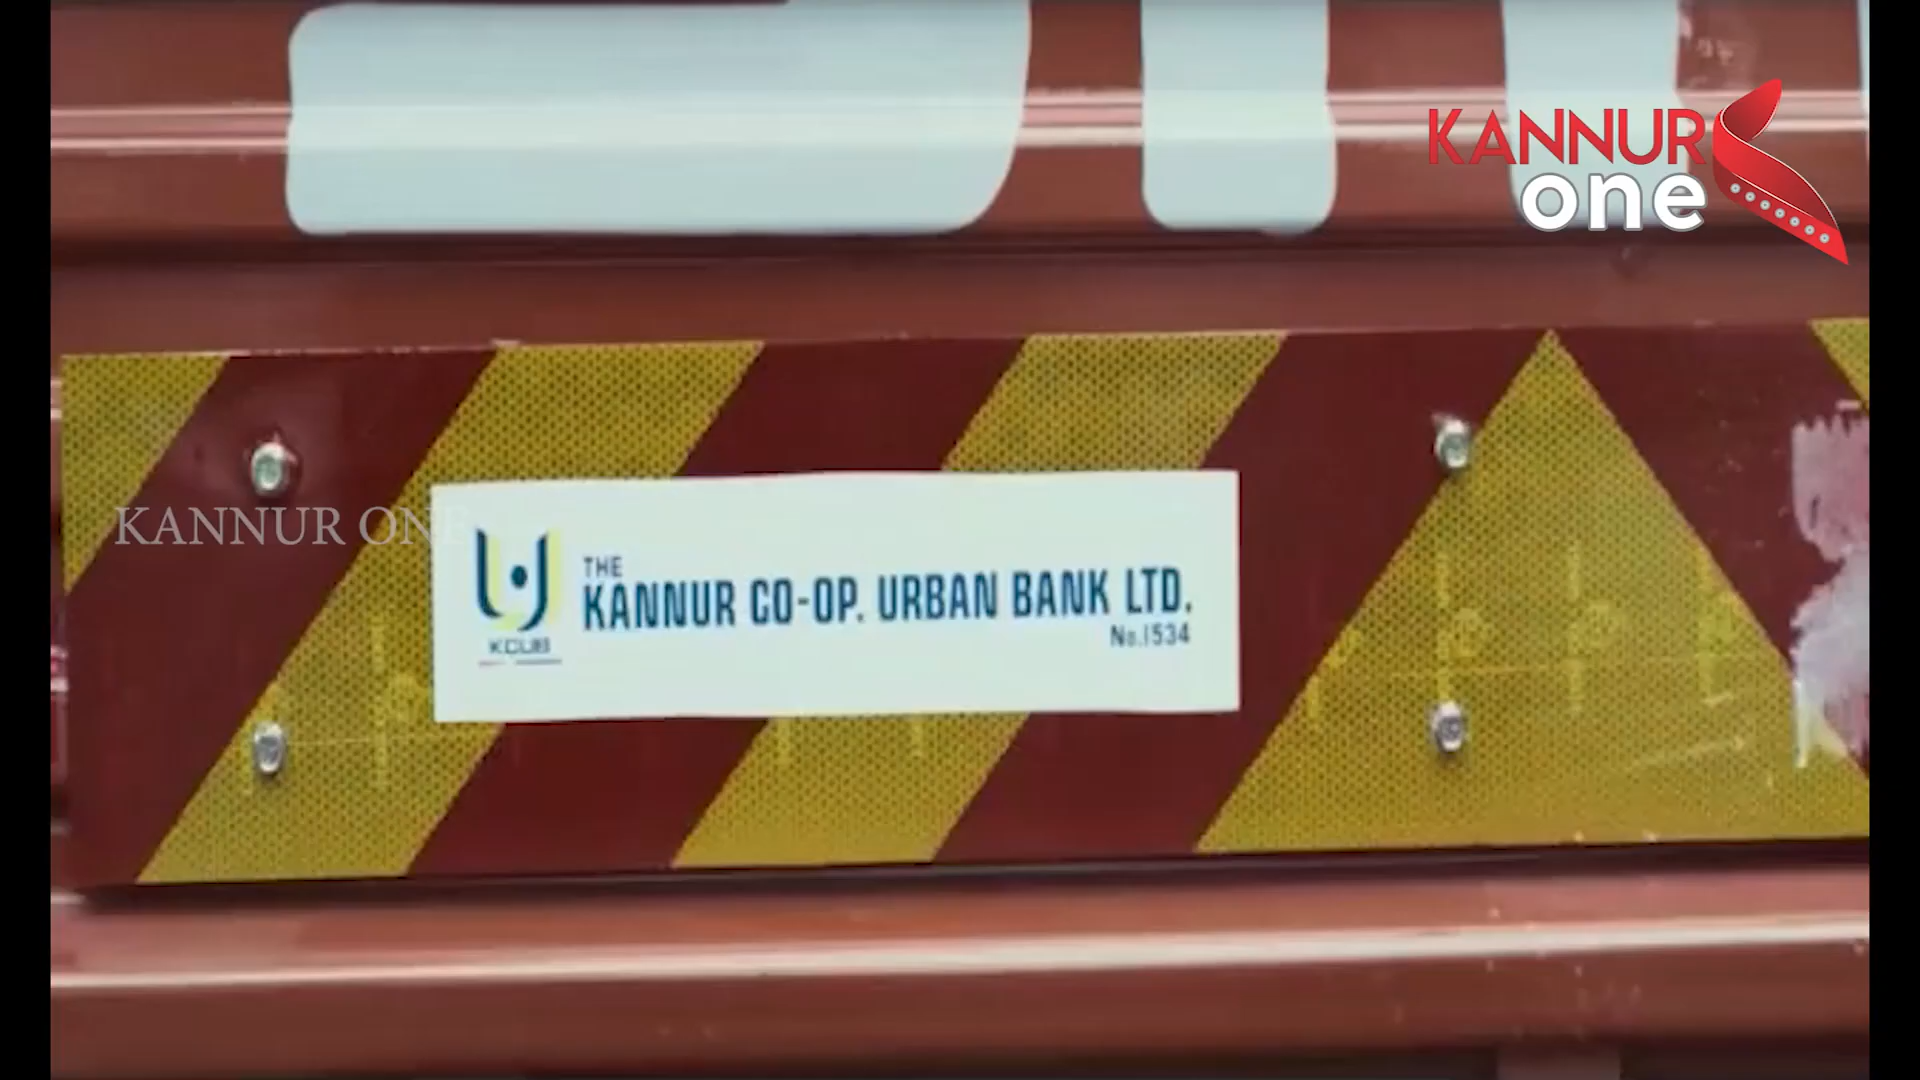 KANNUR
one
KANNUR ONE
THE
KANNUR CO-OP. URBAN BANK LTD.
No.1534
KCUB